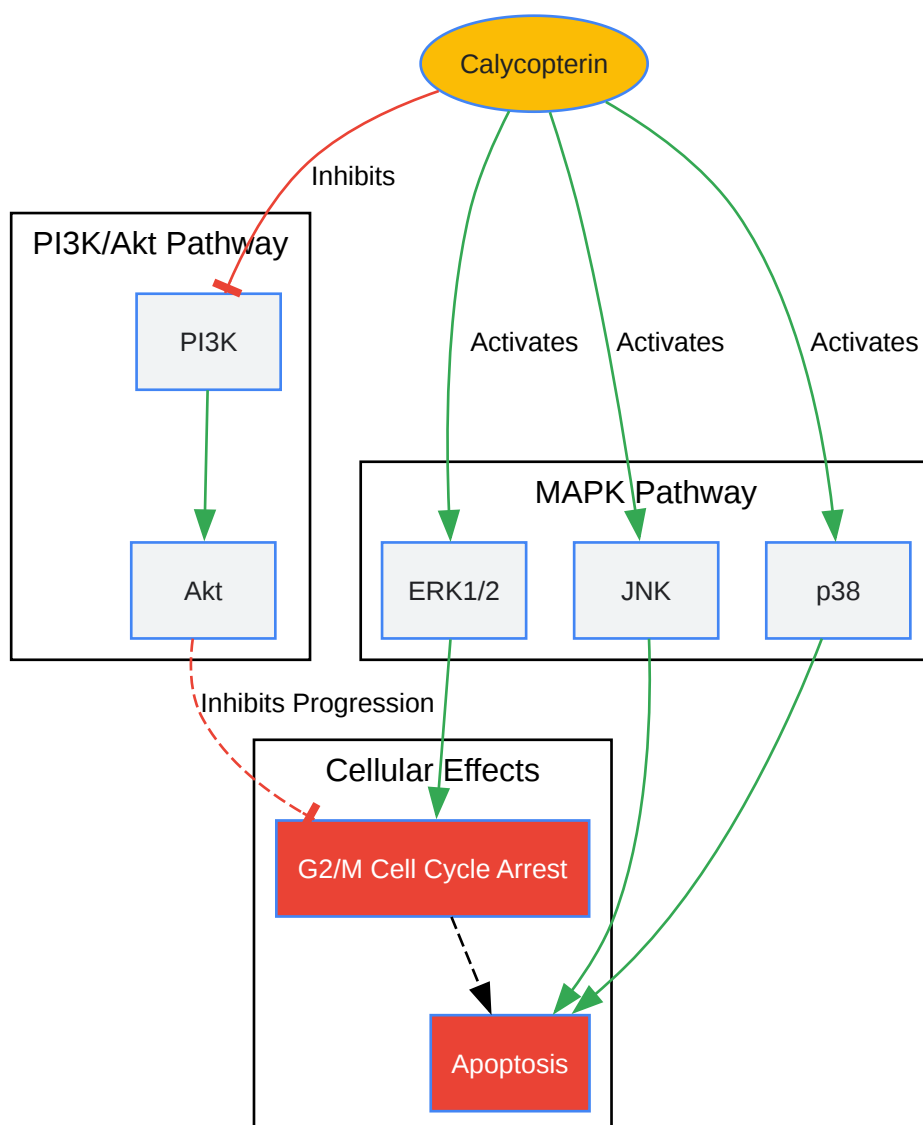 Calycopterin
Inhibits
PI3K/Akt Pathway
PI3K
Activates
Activates
Activates
MAPK Pathway
Akt
ERK1/2
JNK
p38
Inhibits Progression
Cellular Effects
G2/M Cell Cycle Arrest
Apoptosis